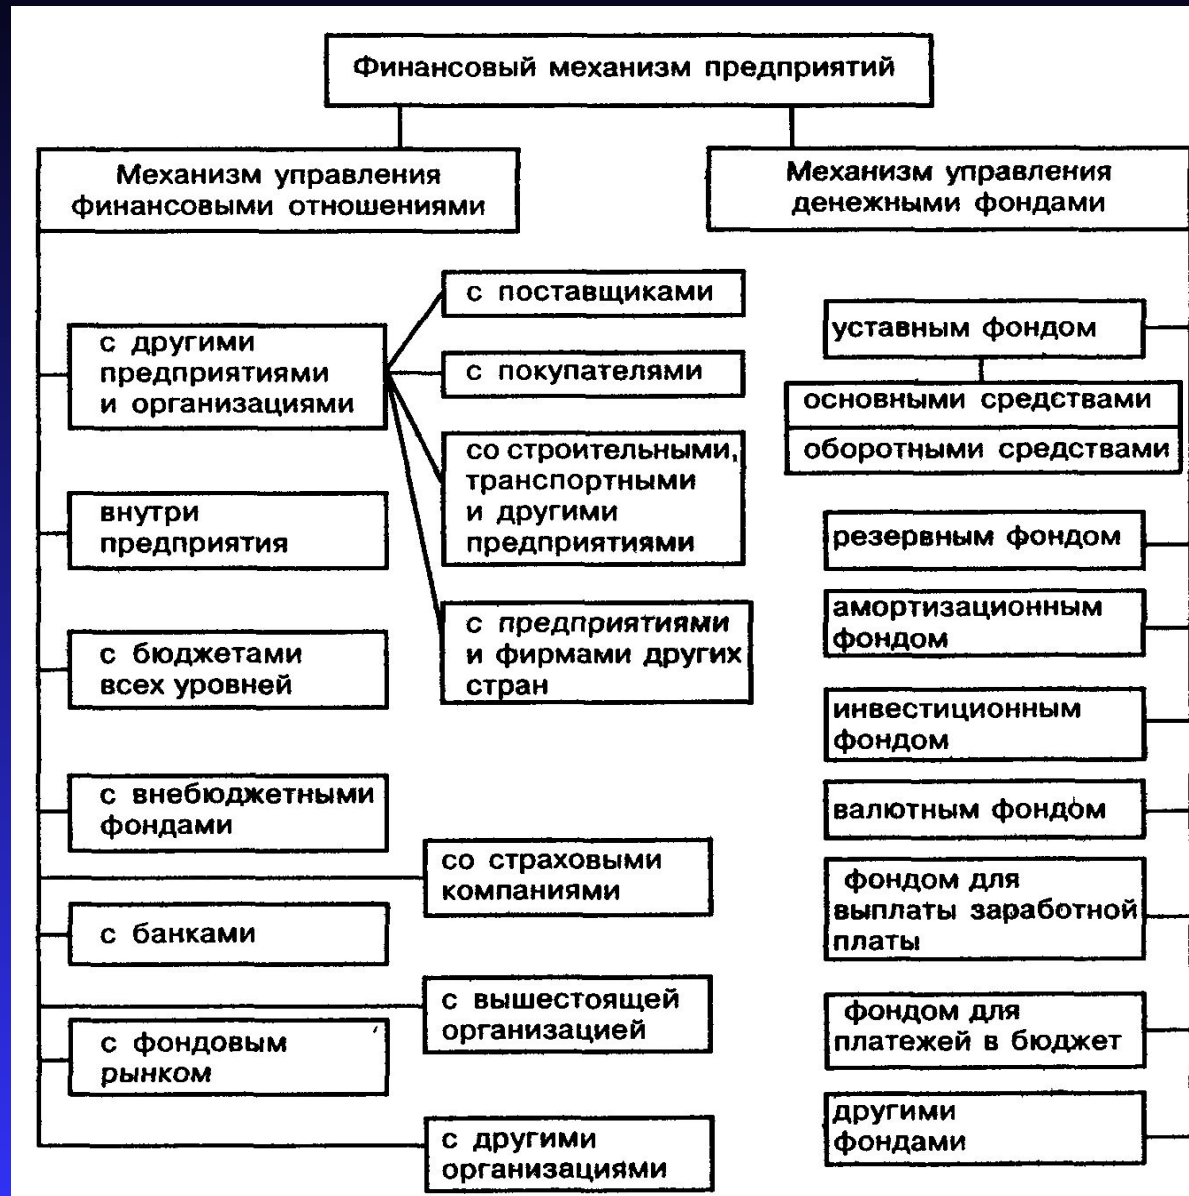 Финансовый механизм предприятий
Механизм управления
финансовыми отношениями
Механизм управления
денежными фондами
с другими
предприятиями
и организациями
с поставщиками
с покупателями
со строительными,
транспортными
и другими
предприятиями
с предприятиями
и фирмами других
стран
внутри
предприятия
с бюджетами
всех уровней
с внебюджетными
фондами
со страховыми
компаниями
с банками
с вышестоящей
организацией
с фондовым
рынком
с другими
организациями
уставным фондом
основными средствами
оборотными средствами
резервным фондом
амортизационным
фондом
инвестиционным
фондом
валютным фондом
фондом для
выплаты заработной
платы
фондом для
платежей в бюджет
другими
фондами